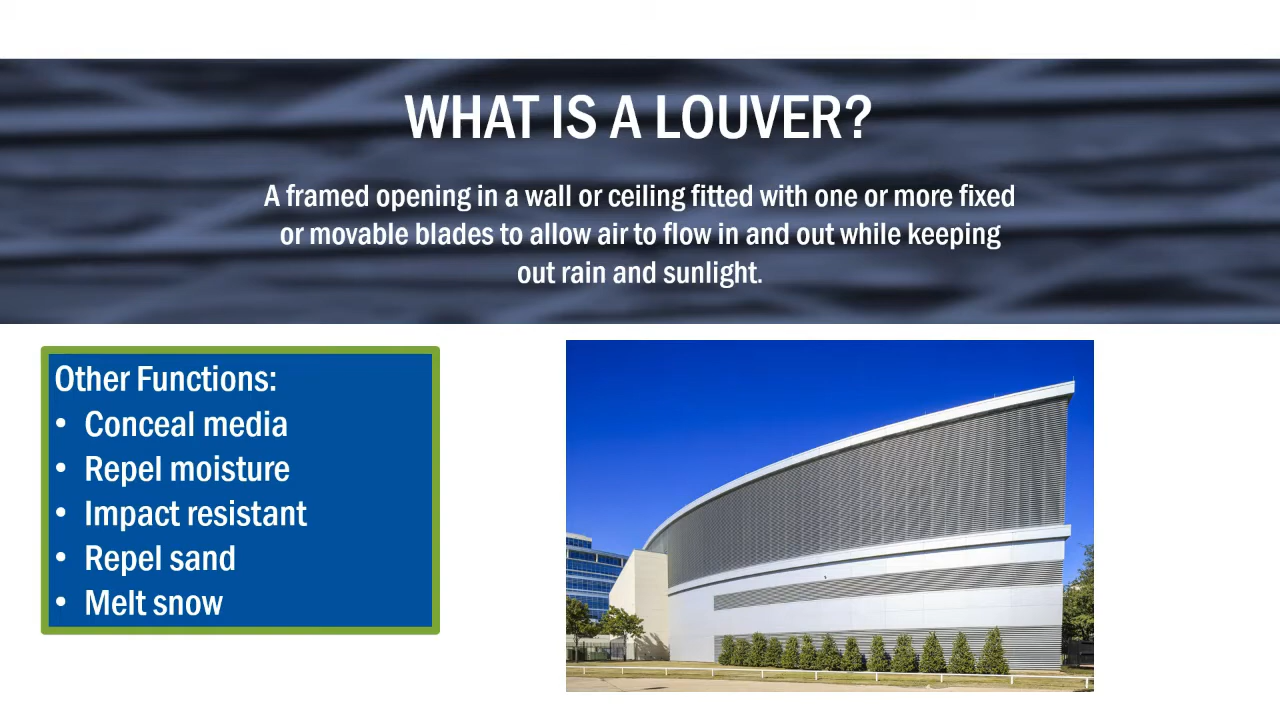 WHAT IS A LOUVER?
A framed opening in a wall or ceiling fitted with one or more fixed
or movable blades to allow air to flow in and out while keeping
out rain and sunlight.
Other Functions:
• Conceal media
• Repel moisture
• Impact resistant
• Repel sand
• Melt snow